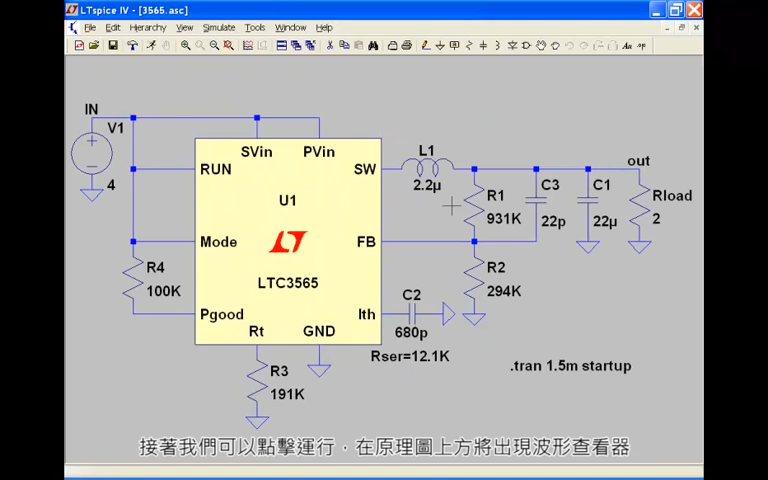 LTspice IV - [3565.asc]
File Edit Hierarchy View Simulate Tools Window Help
IN
V1
4
SVin PVin
RUN SW
U1
Mode FB
LTC3565
Pgood Ith
Rt GND
R4
100K
R3
191K
L1
2.2µ
R1
931K
C3
22p
C1
22µ
out
Rload
2
R2
294K
C2
680p
Rser=12.1K
.tran 1.5m startup
接著我們可以點擊運行，在原理圖上方將出現波形查看器